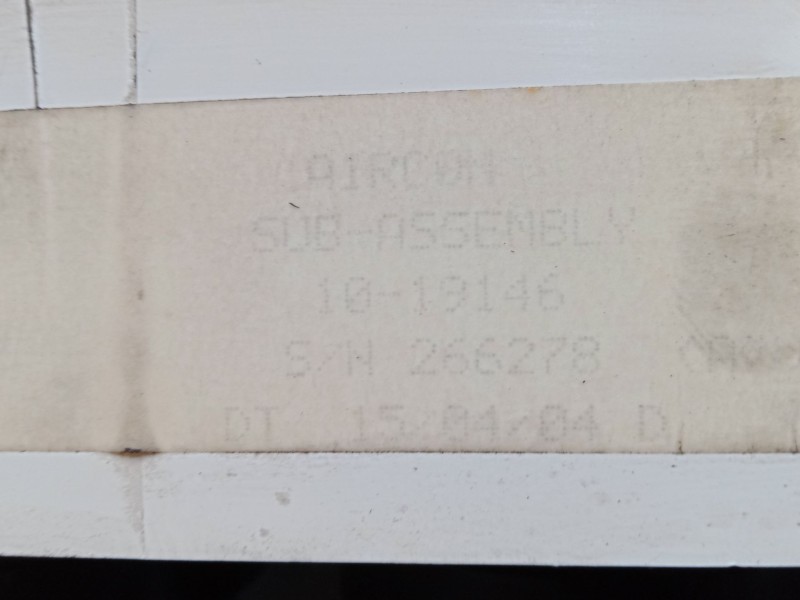 AIRCON
SUB-ASSEMBLY
10-19146
S/N 266278
DT 15/04/04 D